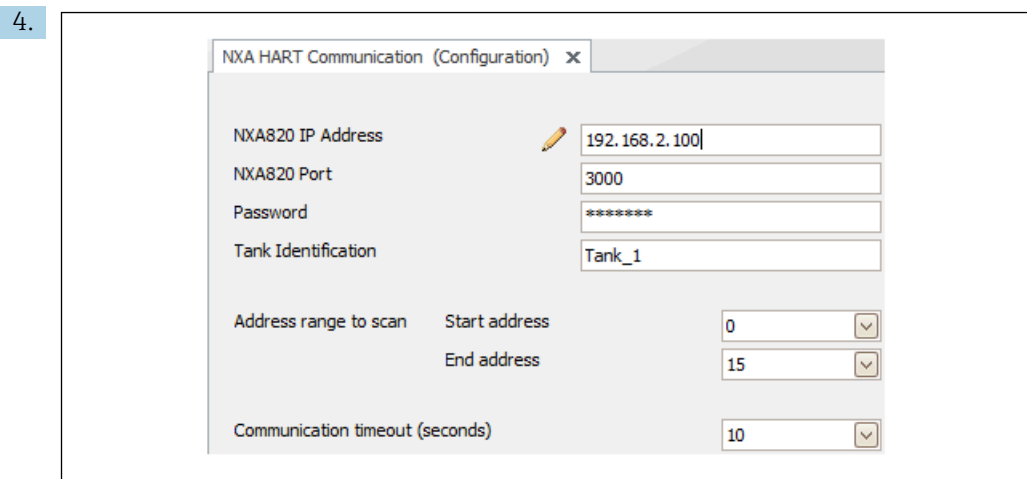 4.
NXA HART Communication (Configuration) x
NXA820 IP Address 192.168.2.100
NXA820 Port 3000
Password *******
Tank Identification Tank_1
Address range to scan Start address 0
End address 15
Communication timeout (seconds) 10